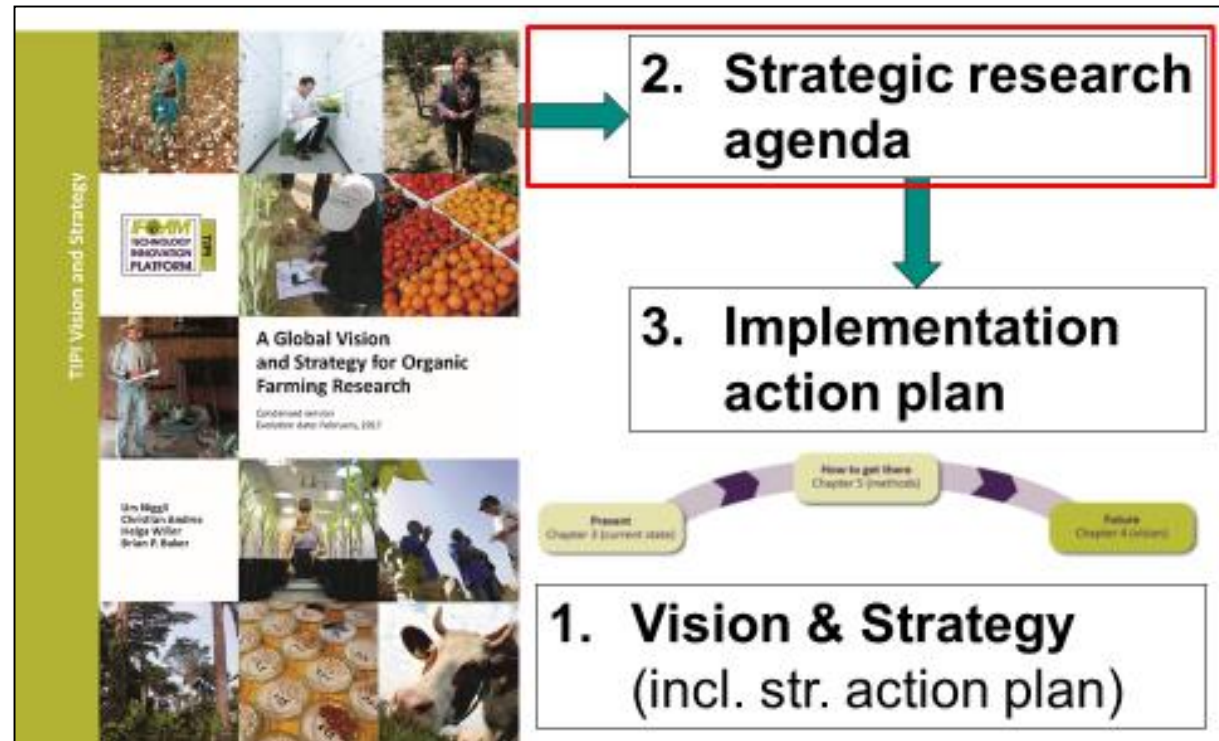 TIPI Vision and Strategy
IFOAM
TECHNOLOGY
INNOVATION
PLATFORM
TIPI
A Global Vision
and Strategy for Organic
Farming Research
Condensed version
February, 2017
Urs Niggli
Christian Andres
Helga Willer
Brian P. Baker
2. Strategic research
agenda
3. Implementation
action plan
Present
Chapter 3 (current state)
How to get there
Chapter 5 (methods)
Future
Chapter 4 (vision)
1. Vision & Strategy
(incl. str. action plan)